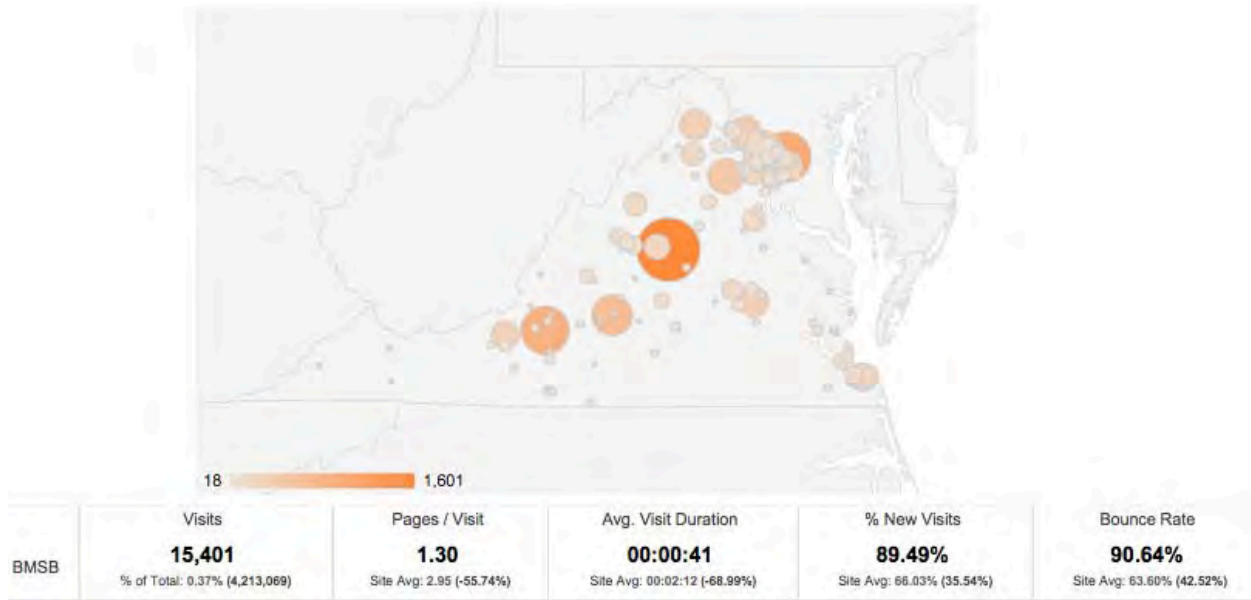 18 1,601
BMSB
Visits
15,401
% of Total: 0.37% (4,213,069)
Pages / Visit
1.30
Site Avg: 2.95 (-55.74%)
Avg. Visit Duration
00:00:41
Site Avg: 00:02:12 (-68.99%)
% New Visits
89.49%
Site Avg: 66.03% (35.54%)
Bounce Rate
90.64%
Site Avg: 63.60% (42.52%)